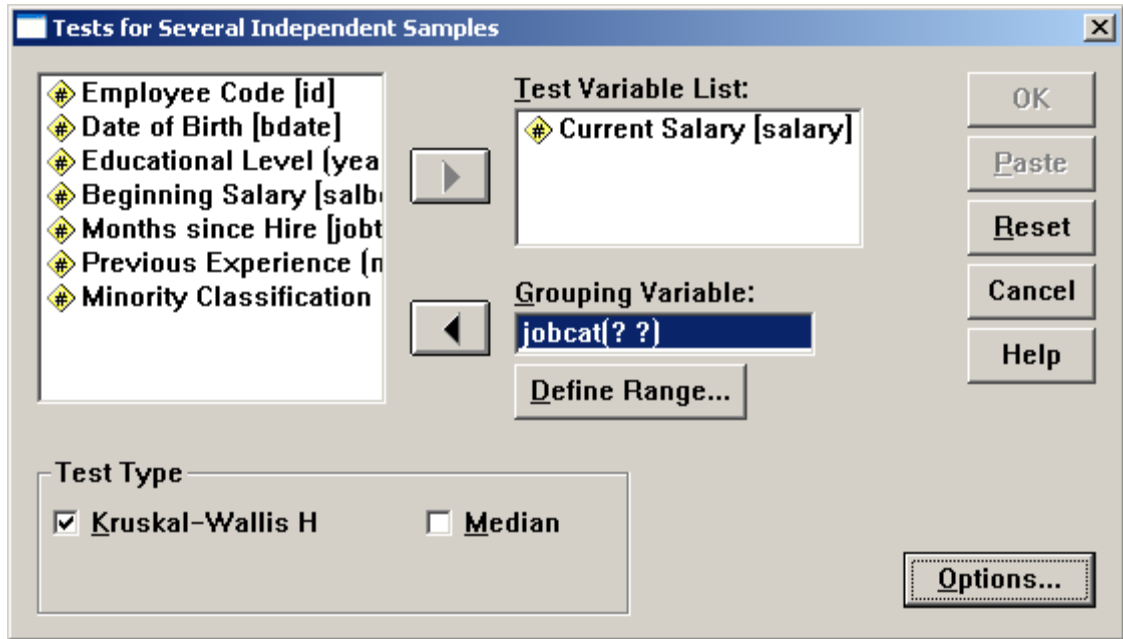 Tests for Several Independent Samples
# Employee Code [id]
# Date of Birth [bdate]
# Educational Level (yea
# Beginning Salary [salb
# Months since Hire [jobt
# Previous Experience (n
# Minority Classification
Test Variable List:
# Current Salary [salary]
Grouping Variable:
jobcat(? ?)
Define Range...
OK
Paste
Reset
Cancel
Help
Test Type
Kruskal-Wallis H
Median
Options...